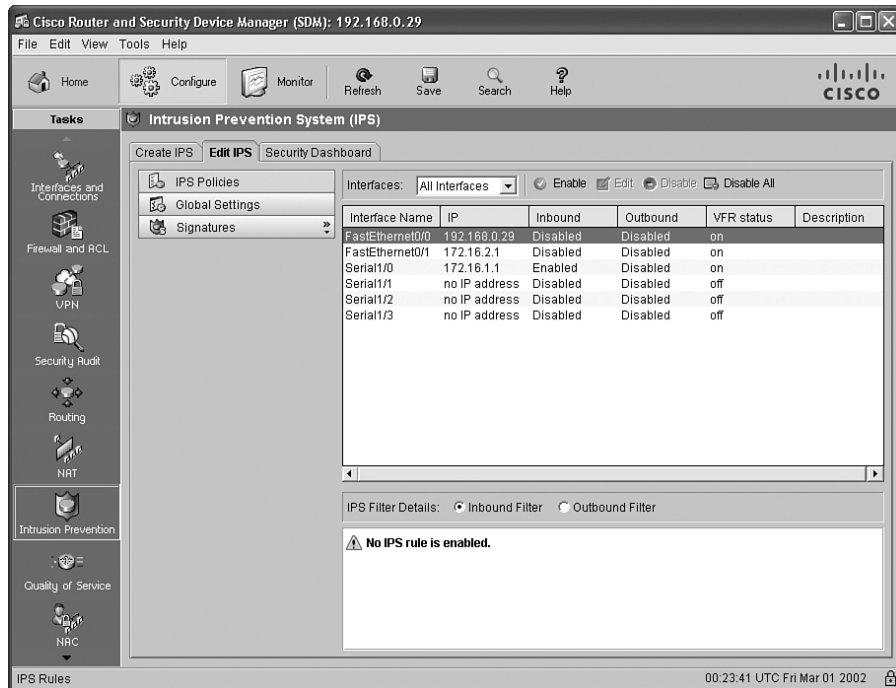 Cisco Router and Security Device Manager (SDM): 192.168.0.29
File Edit View Tools Help
Home Configure Monitor Refresh Save Search Help
CISCO
Tasks
Interfaces and
Connections
Firewall and ACL
VPN
Security Audit
Routing
NAT
Intrusion Prevention
Quality of Service
NAC
Intrusion Prevention System (IPS)
Create IPS Edit IPS Security Dashboard
IPS Policies
Global Settings
Signatures
Interfaces: All Interfaces Enable Edit Disable Disable All
Interface Name IP Inbound Outbound VFR status Description
FastEthernet0/0 192.168.0.29 Disabled Disabled on
FastEthernet0/1 172.16.2.1 Disabled Disabled on
Serial1/0 172.16.1.1 Enabled Disabled on
Serial1/1 no IP address Disabled Disabled off
Serial1/2 no IP address Disabled Disabled off
Serial1/3 no IP address Disabled Disabled off
IPS Filter Details: Inbound Filter Outbound Filter
No IPS rule is enabled.
IPS Rules
00:23:41 UTC Fri Mar 01 2002